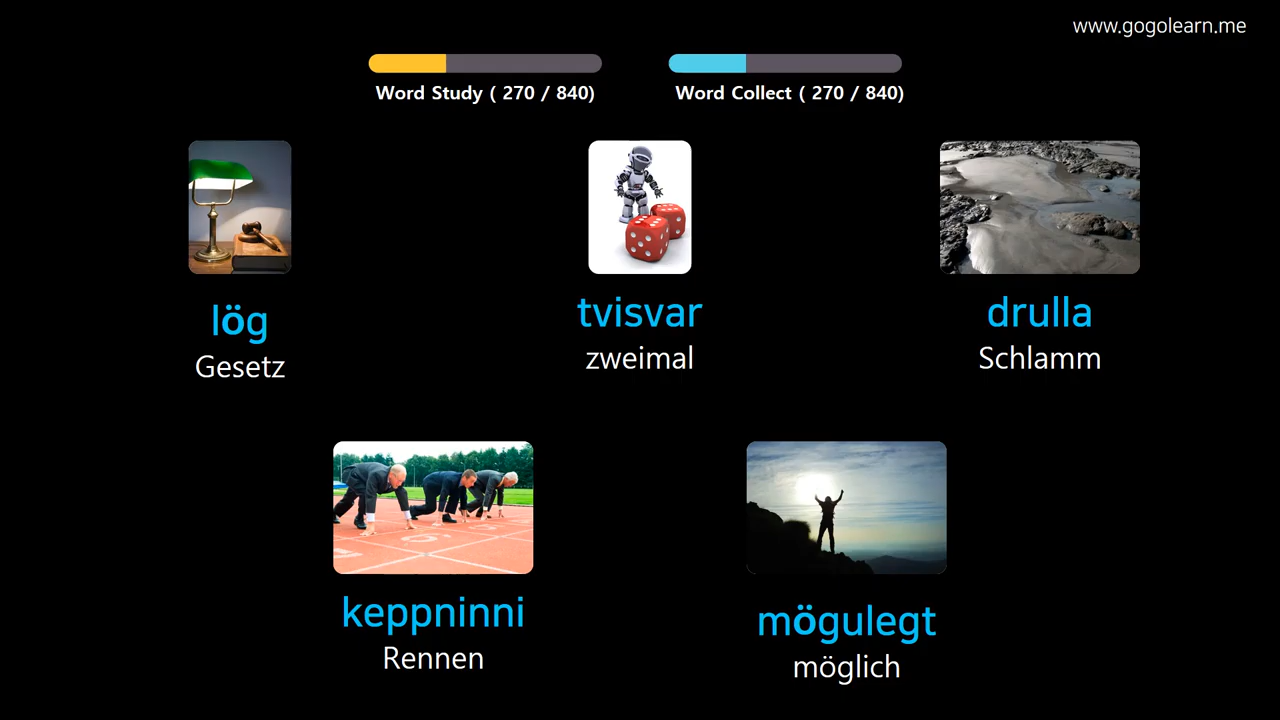 www.gogolearn.me
Word Study ( 270 / 840)
Word Collect ( 270 / 840)
lög
Gesetz
tvisvar
zweimal
drulla
Schlamm
keppninni
Rennen
mögulegt
möglich